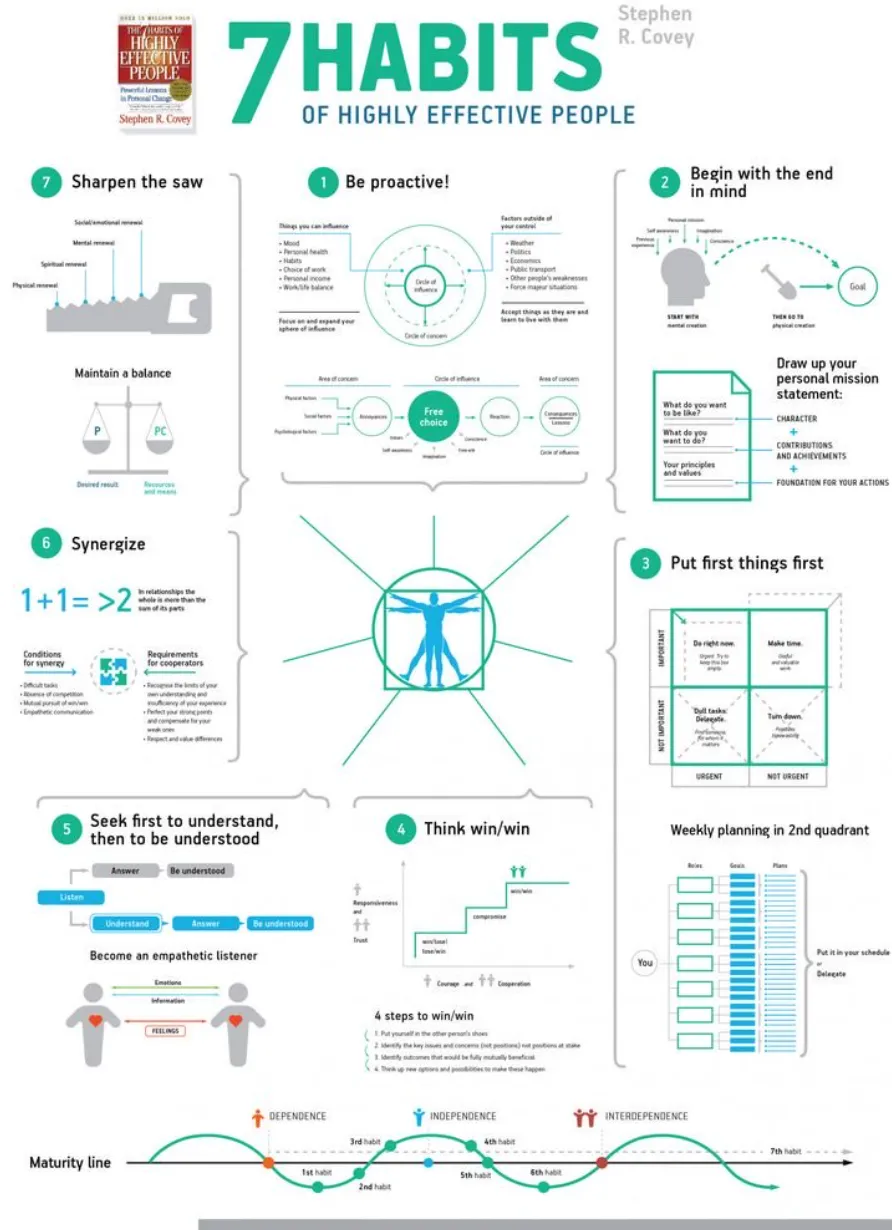 OVER 15 MILLION SOLD
THE 7 HABITS OF
HIGHLY
EFFECTIVE
PEOPLE
Powerful Lessons
in Personal Change
Stephen R. Covey
7 HABITS
OF HIGHLY EFFECTIVE PEOPLE
Stephen
R. Covey
7 Sharpen the saw
Social/emotional renewal
Mental renewal
Spiritual renewal
Physical renewal
Maintain a balance
P
PC
Desired result
Resources
and means
1 Be proactive!
Things you can influence
• Mood
• Personal health
• Habits
• Choice of work
• Personal income
• Work/life balance
Focus on and expand your
sphere of influence
Circle of
influence
Circle of concern
Factors outside of
your control
• Weather
• Politics
• Economics
• Public transport
• Other people's weaknesses
• Force majeur situations
Accept things as they are and
learn to live with them
Area of concern
Circle of influence
Area of concern
Physical factors
Social factors
Psychological factors
Annoyances
Free
choice
Reaction
Consequences
Lessons
Values
Self-awareness
Imagination
Conscience
Free will
Circle of influence
2 Begin with the end
in mind
Personal mission
Self awareness
Imagination
Previous
experience
Conscience
Goal
START WITH
mental creation
THEN GO TO
physical creation
Draw up your
personal mission
statement:
What do you want
to be like?
What do you
want to do?
Your principles
and values
CHARACTER
+
CONTRIBUTIONS
AND ACHIEVEMENTS
+
FOUNDATION FOR YOUR ACTIONS
6 Synergize
1+1= >2
In relationships the
whole is more than the
sum of its parts
Conditions
for synergy
• Difficult tasks
• Absence of competition
• Mutual pursuit of win/win
• Empathetic communication
Requirements
for cooperators
• Recognise the limits of your
own understanding and
insufficiency of your experience
• Perfect your strong points
and compensate for your
weak ones
• Respect and value differences
3 Put first things first
IMPORTANT
NOT IMPORTANT
Do right now.
Urgent. Try to
keep this box
empty.
Make time.
Useful
and valuable
work.
Dull tasks:
Delegate.
Find someone
for whom it
matters.
Turn down.
URGENT
NOT URGENT
Weekly planning in 2nd quadrant
Roles
Goals
Plans
You
Put it in your schedule
or
Delegate
5 Seek first to understand,
then to be understood
Answer
Be understood
Listen
Understand
Answer
Be understood
Become an empathetic listener
Emotions
Information
FEELINGS
4 Think win/win
Responsiveness
and
Trust
win/win
compromise
win/lose!
lose/win
Courage and Cooperation
4 steps to win/win
1. Put yourself in the other person's shoes
2. Identify the key issues and concerns (not positions) not positions at stake
3. Identify outcomes that would be fully mutually beneficial
4. Think up new options and possibilities to make these happen
DEPENDENCE
INDEPENDENCE
INTERDEPENDENCE
Maturity line
1st habit
2nd habit
3rd habit
4th habit
5th habit
6th habit
7th habit